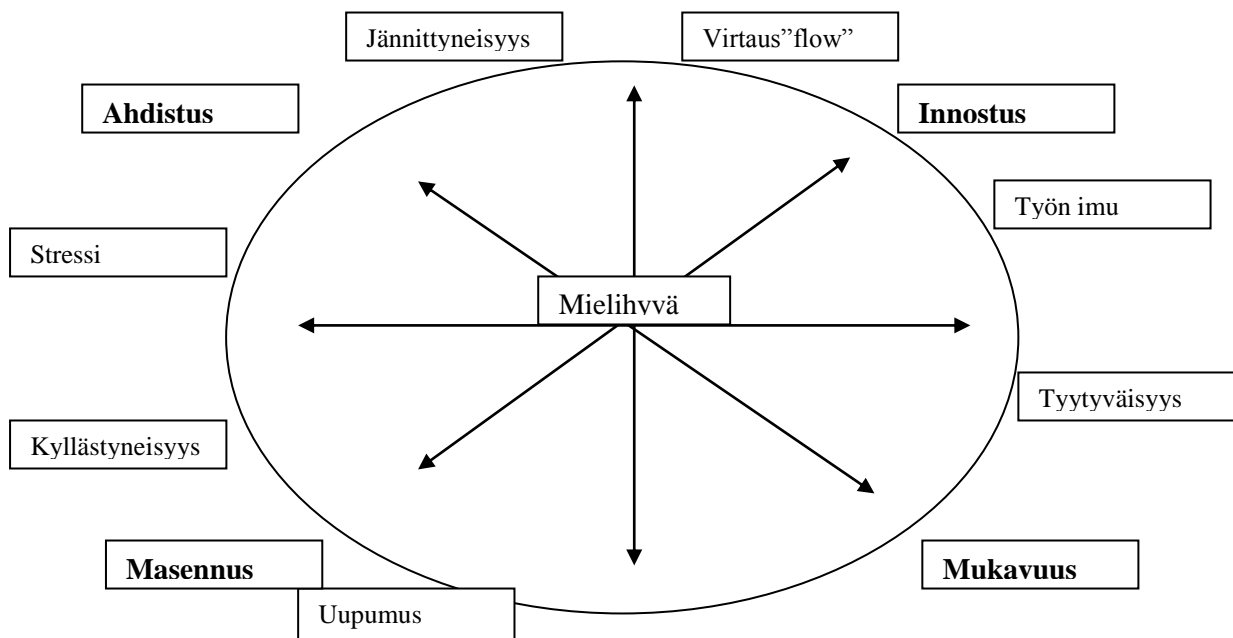 Jännittyneisyys
Virtaus”flow”
Ahdistus
Innostus
Työn imu
Stressi
Mielihyvä
Tyytyväisyys
Kyllästyneisyys
Masennus
Mukavuus
Uupumus